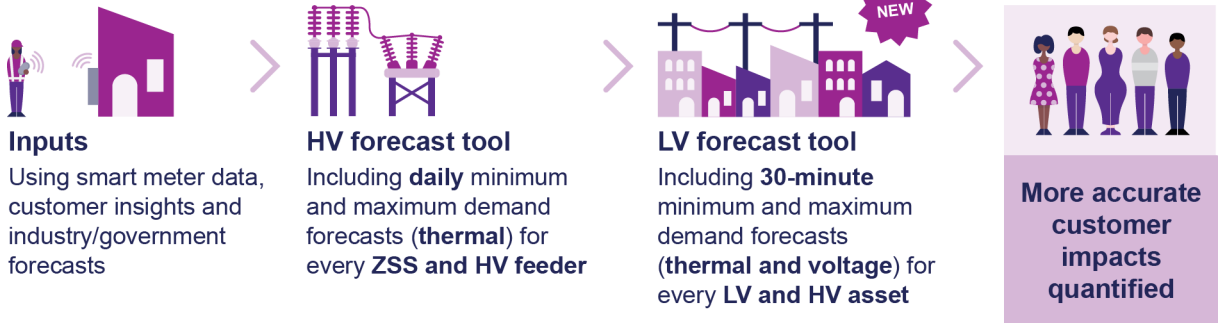 NEW
Inputs
Using smart meter data,
customer insights and
industry/government
forecasts
HV forecast tool
Including daily minimum
and maximum demand
forecasts (thermal) for
every ZSS and HV feeder
LV forecast tool
Including 30-minute
minimum and maximum
demand forecasts
(thermal and voltage) for
every LV and HV asset
More accurate
customer
impacts
quantified